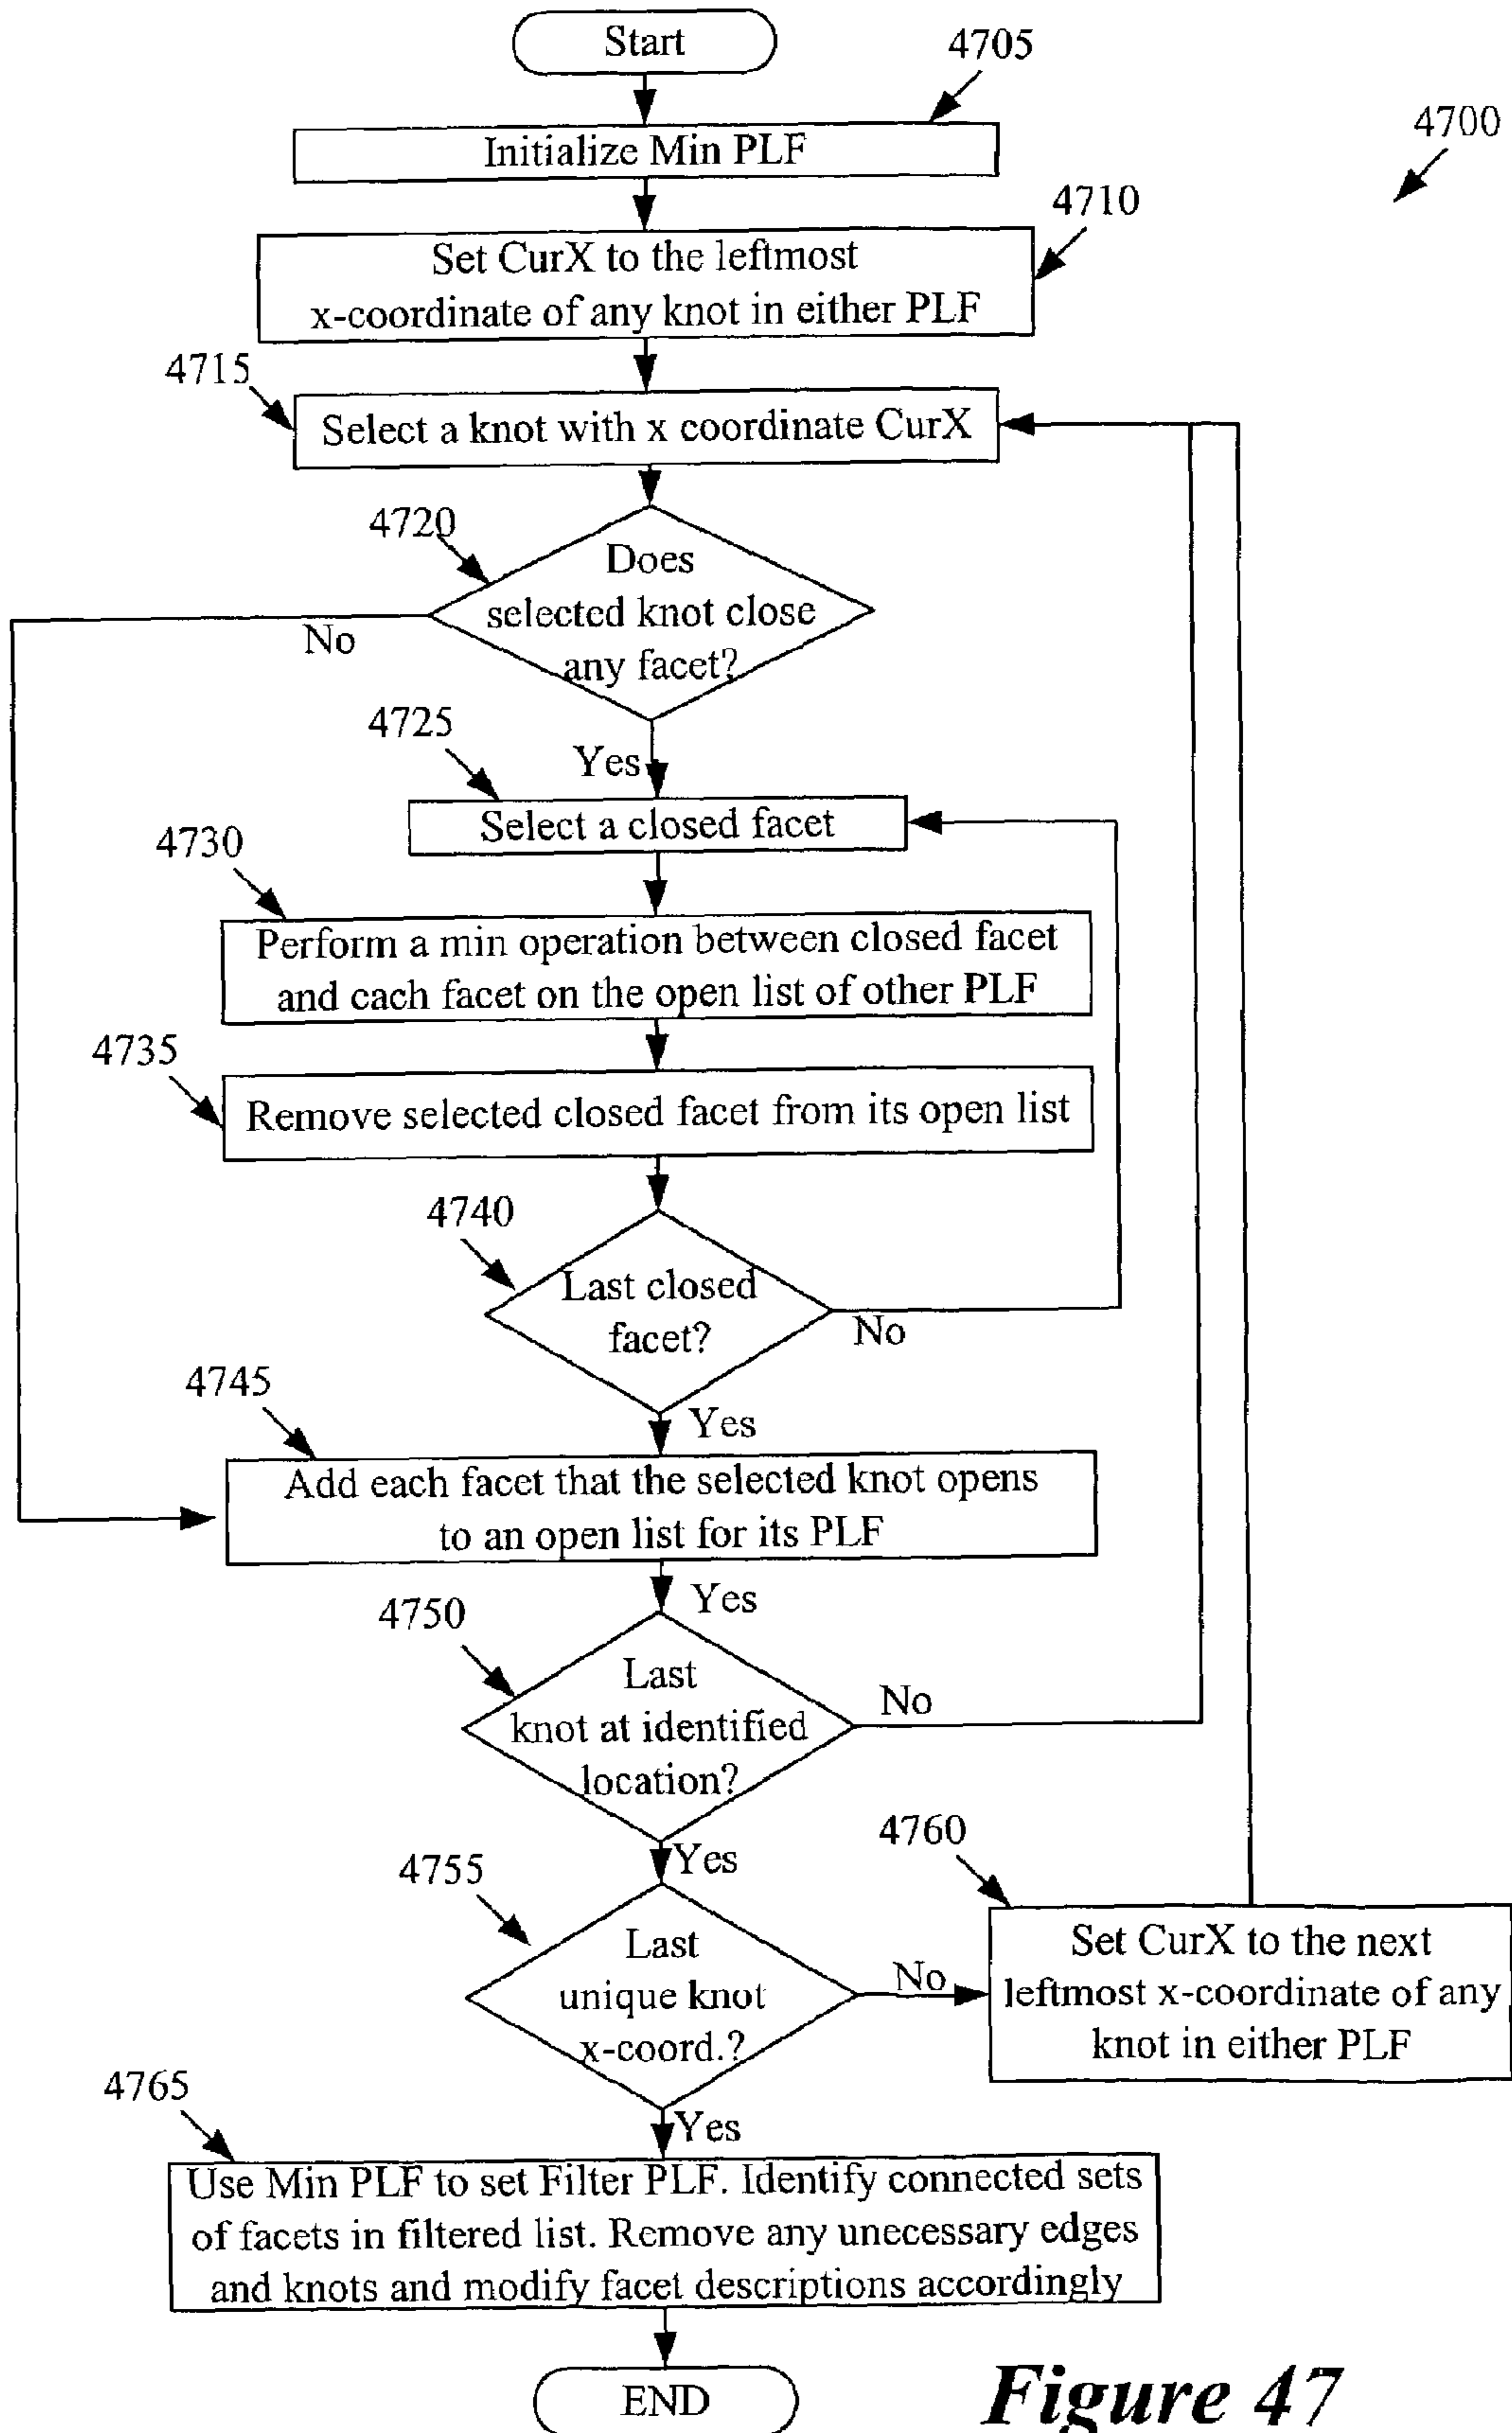 Start
4705
4700
Initialize Min PLF
4710
Set CurX to the leftmost
x-coordinate of any knot in either PLF
4715
Select a knot with x coordinate CurX
4720
Does
selected knot close
any facet?
No
4725
Yes
Select a closed facet
4730
Perform a min operation between closed facet
and each facet on the open list of other PLF
4735
Remove selected closed facet from its open list
4740
Last closed
facet?
No
4745
Yes
Add each facet that the selected knot opens
to an open list for its PLF
Yes
4750
Last
knot at identified
location?
No
4760
Yes
4755
Last
unique knot
x-coord.?
No
Set CurX to the next
leftmost x-coordinate of any
knot in either PLF
4765
Yes
Use Min PLF to set Filter PLF. Identify connected sets
of facets in filtered list. Remove any unecessary edges
and knots and modify facet descriptions accordingly
END
Figure 47